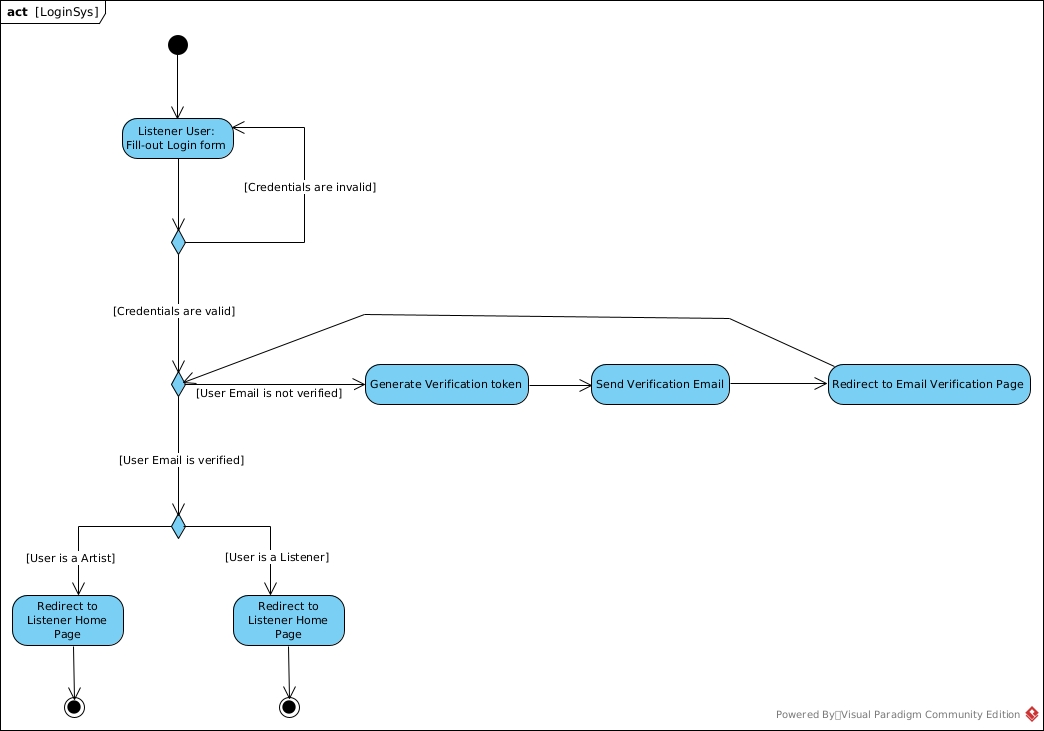 act [LoginSys]
Listener User:
Fill-out Login form
[Credentials are invalid]
[Credentials are valid]
Generate Verification token
Send Verification Email
Redirect to Email Verification Page
[User Email is not verified]
[User Email is verified]
[User is a Artist]
[User is a Listener]
Redirect to
Listener Home
Page
Redirect to
Listener Home
Page
Powered By Visual Paradigm Community Edition